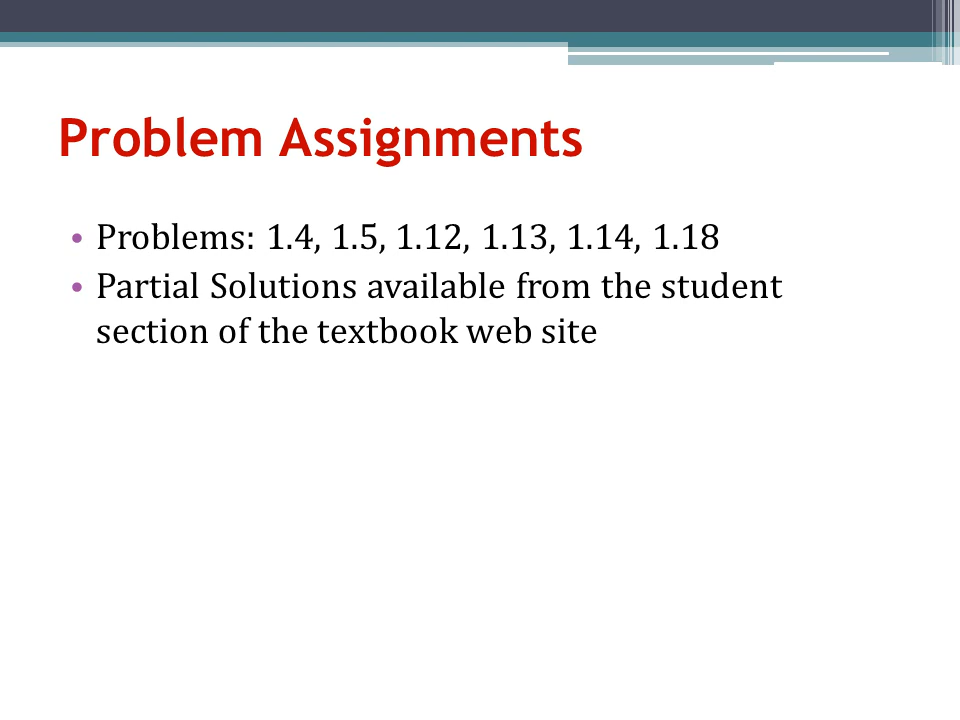 Problem Assignments
• Problems: 1.4, 1.5, 1.12, 1.13, 1.14, 1.18
• Partial Solutions available from the student
section of the textbook web site